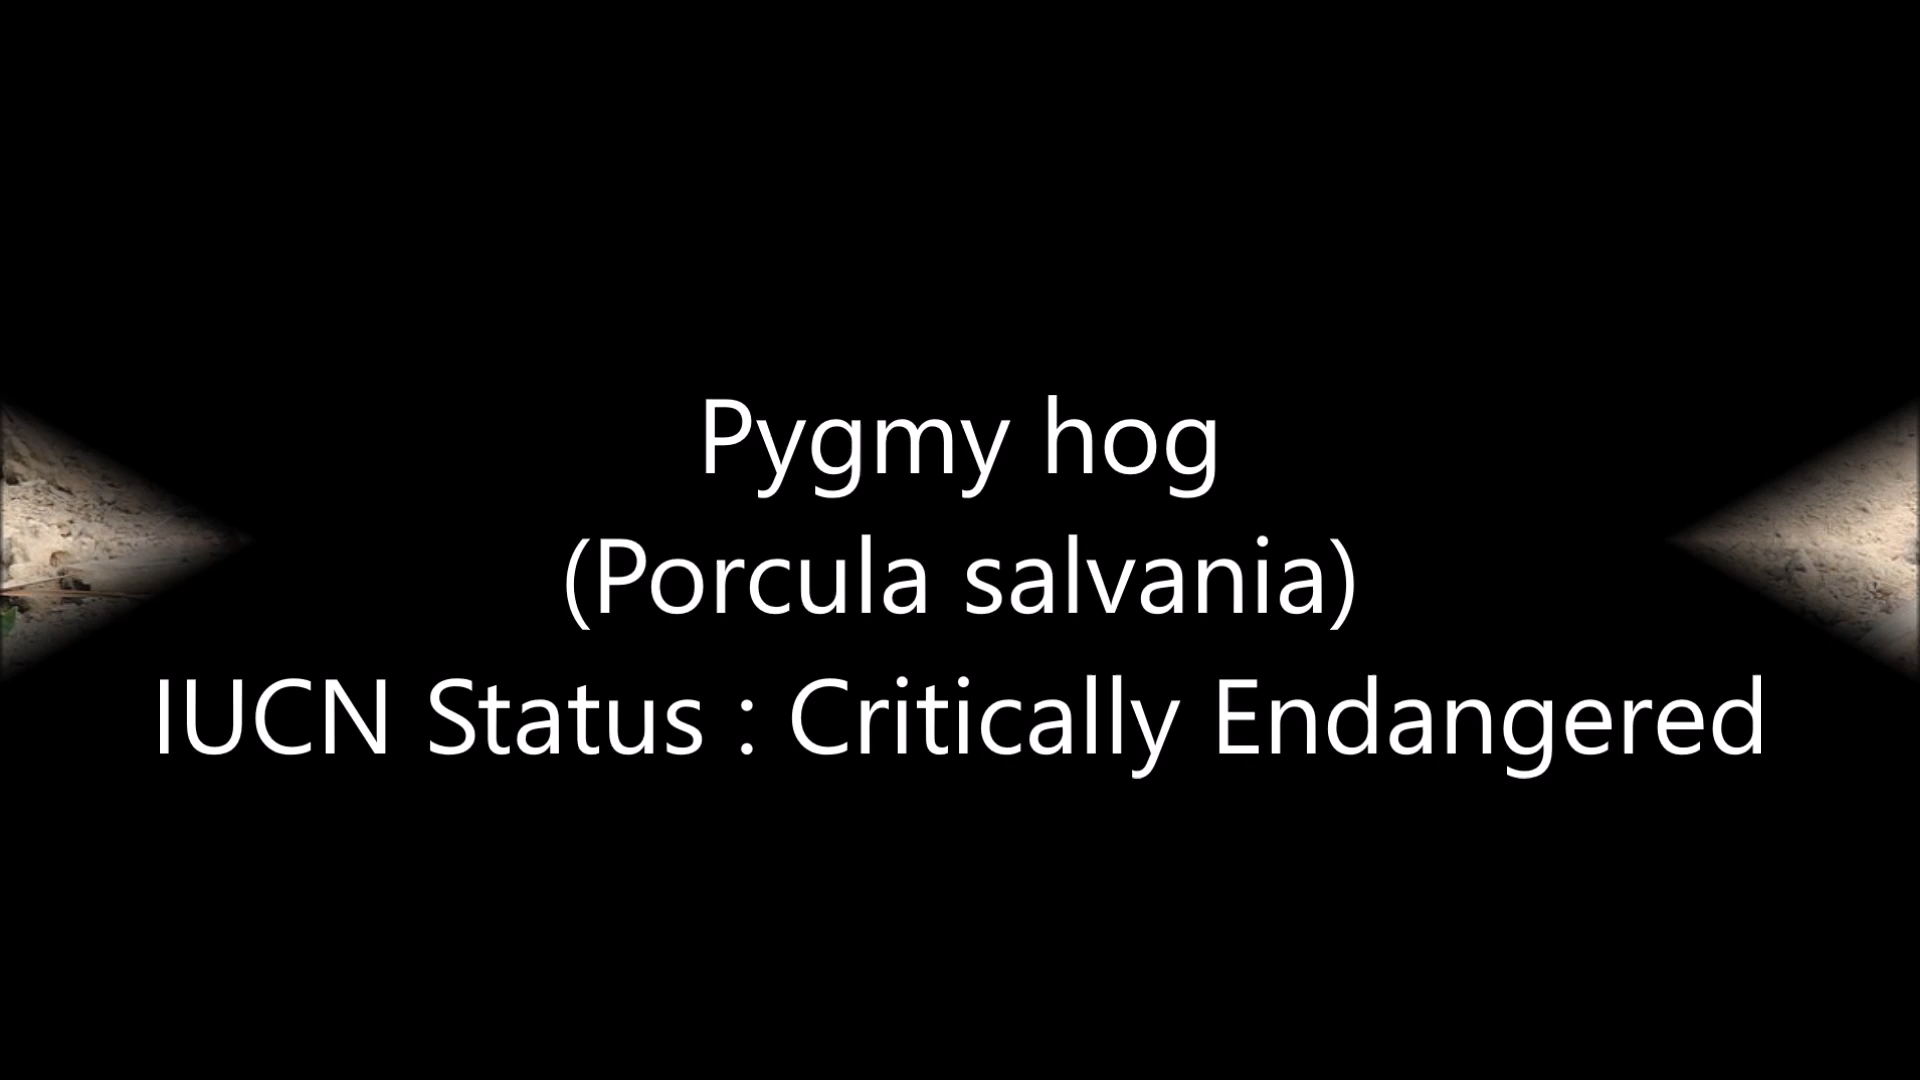 Pygmy hog
(Porcula salvania)
IUCN Status : Critically Endangered